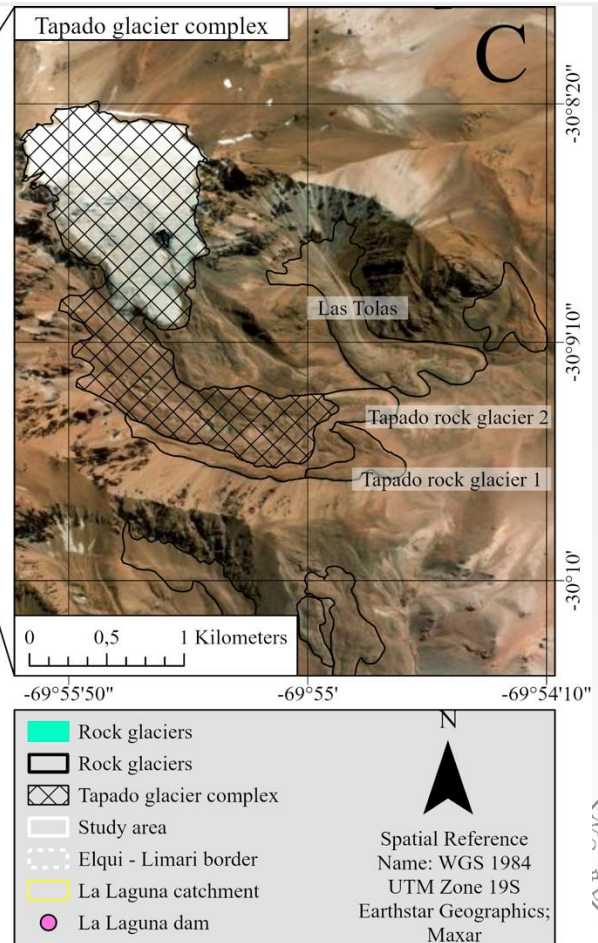 Tapado glacier complex
C
-30°8'20"
Las Tolas
-30°9'10"
Tapado rock glacier 2
Tapado rock glacier 1
-30°10'
0 0,5 1 Kilometers
-69°55'50" -69°55' -69°54'10"
Rock glaciers
Rock glaciers
Tapado glacier complex
Study area
Elqui - Limari border
La Laguna catchment
La Laguna dam
N
Spatial Reference
Name: WGS 1984
UTM Zone 19S
Earthstar Geographics;
Maxar